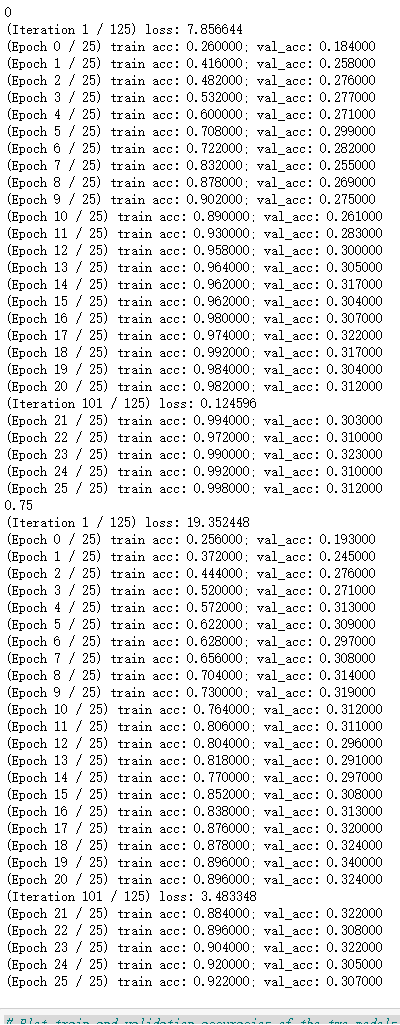 0
(Iteration 1 / 125) loss: 7.856644
(Epoch 0 / 25) train acc: 0.260000; val_acc: 0.184000
(Epoch 1 / 25) train acc: 0.416000; val_acc: 0.258000
(Epoch 2 / 25) train acc: 0.482000; val_acc: 0.276000
(Epoch 3 / 25) train acc: 0.532000; val_acc: 0.277000
(Epoch 4 / 25) train acc: 0.600000; val_acc: 0.271000
(Epoch 5 / 25) train acc: 0.708000; val_acc: 0.299000
(Epoch 6 / 25) train acc: 0.722000; val_acc: 0.282000
(Epoch 7 / 25) train acc: 0.832000; val_acc: 0.255000
(Epoch 8 / 25) train acc: 0.878000; val_acc: 0.269000
(Epoch 9 / 25) train acc: 0.902000; val_acc: 0.275000
(Epoch 10 / 25) train acc: 0.890000; val_acc: 0.261000
(Epoch 11 / 25) train acc: 0.930000; val_acc: 0.283000
(Epoch 12 / 25) train acc: 0.958000; val_acc: 0.300000
(Epoch 13 / 25) train acc: 0.964000; val_acc: 0.305000
(Epoch 14 / 25) train acc: 0.962000; val_acc: 0.317000
(Epoch 15 / 25) train acc: 0.962000; val_acc: 0.304000
(Epoch 16 / 25) train acc: 0.980000; val_acc: 0.307000
(Epoch 17 / 25) train acc: 0.974000; val_acc: 0.322000
(Epoch 18 / 25) train acc: 0.992000; val_acc: 0.317000
(Epoch 19 / 25) train acc: 0.984000; val_acc: 0.304000
(Epoch 20 / 25) train acc: 0.982000; val_acc: 0.312000
(Iteration 101 / 125) loss: 0.124596
(Epoch 21 / 25) train acc: 0.994000; val_acc: 0.303000
(Epoch 22 / 25) train acc: 0.972000; val_acc: 0.310000
(Epoch 23 / 25) train acc: 0.990000; val_acc: 0.323000
(Epoch 24 / 25) train acc: 0.992000; val_acc: 0.310000
(Epoch 25 / 25) train acc: 0.998000; val_acc: 0.312000
0.75
(Iteration 1 / 125) loss: 19.352448
(Epoch 0 / 25) train acc: 0.256000; val_acc: 0.193000
(Epoch 1 / 25) train acc: 0.372000; val_acc: 0.245000
(Epoch 2 / 25) train acc: 0.444000; val_acc: 0.276000
(Epoch 3 / 25) train acc: 0.520000; val_acc: 0.271000
(Epoch 4 / 25) train acc: 0.572000; val_acc: 0.313000
(Epoch 5 / 25) train acc: 0.622000; val_acc: 0.309000
(Epoch 6 / 25) train acc: 0.628000; val_acc: 0.297000
(Epoch 7 / 25) train acc: 0.656000; val_acc: 0.308000
(Epoch 8 / 25) train acc: 0.704000; val_acc: 0.314000
(Epoch 9 / 25) train acc: 0.730000; val_acc: 0.319000
(Epoch 10 / 25) train acc: 0.764000; val_acc: 0.312000
(Epoch 11 / 25) train acc: 0.806000; val_acc: 0.311000
(Epoch 12 / 25) train acc: 0.804000; val_acc: 0.296000
(Epoch 13 / 25) train acc: 0.818000; val_acc: 0.291000
(Epoch 14 / 25) train acc: 0.770000; val_acc: 0.297000
(Epoch 15 / 25) train acc: 0.852000; val_acc: 0.308000
(Epoch 16 / 25) train acc: 0.838000; val_acc: 0.313000
(Epoch 17 / 25) train acc: 0.876000; val_acc: 0.320000
(Epoch 18 / 25) train acc: 0.878000; val_acc: 0.324000
(Epoch 19 / 25) train acc: 0.896000; val_acc: 0.340000
(Epoch 20 / 25) train acc: 0.896000; val_acc: 0.324000
(Iteration 101 / 125) loss: 3.483348
(Epoch 21 / 25) train acc: 0.884000; val_acc: 0.322000
(Epoch 22 / 25) train acc: 0.896000; val_acc: 0.308000
(Epoch 23 / 25) train acc: 0.904000; val_acc: 0.322000
(Epoch 24 / 25) train acc: 0.920000; val_acc: 0.305000
(Epoch 25 / 25) train acc: 0.922000; val_acc: 0.307000
# Plot train and validation accuracies of the two models